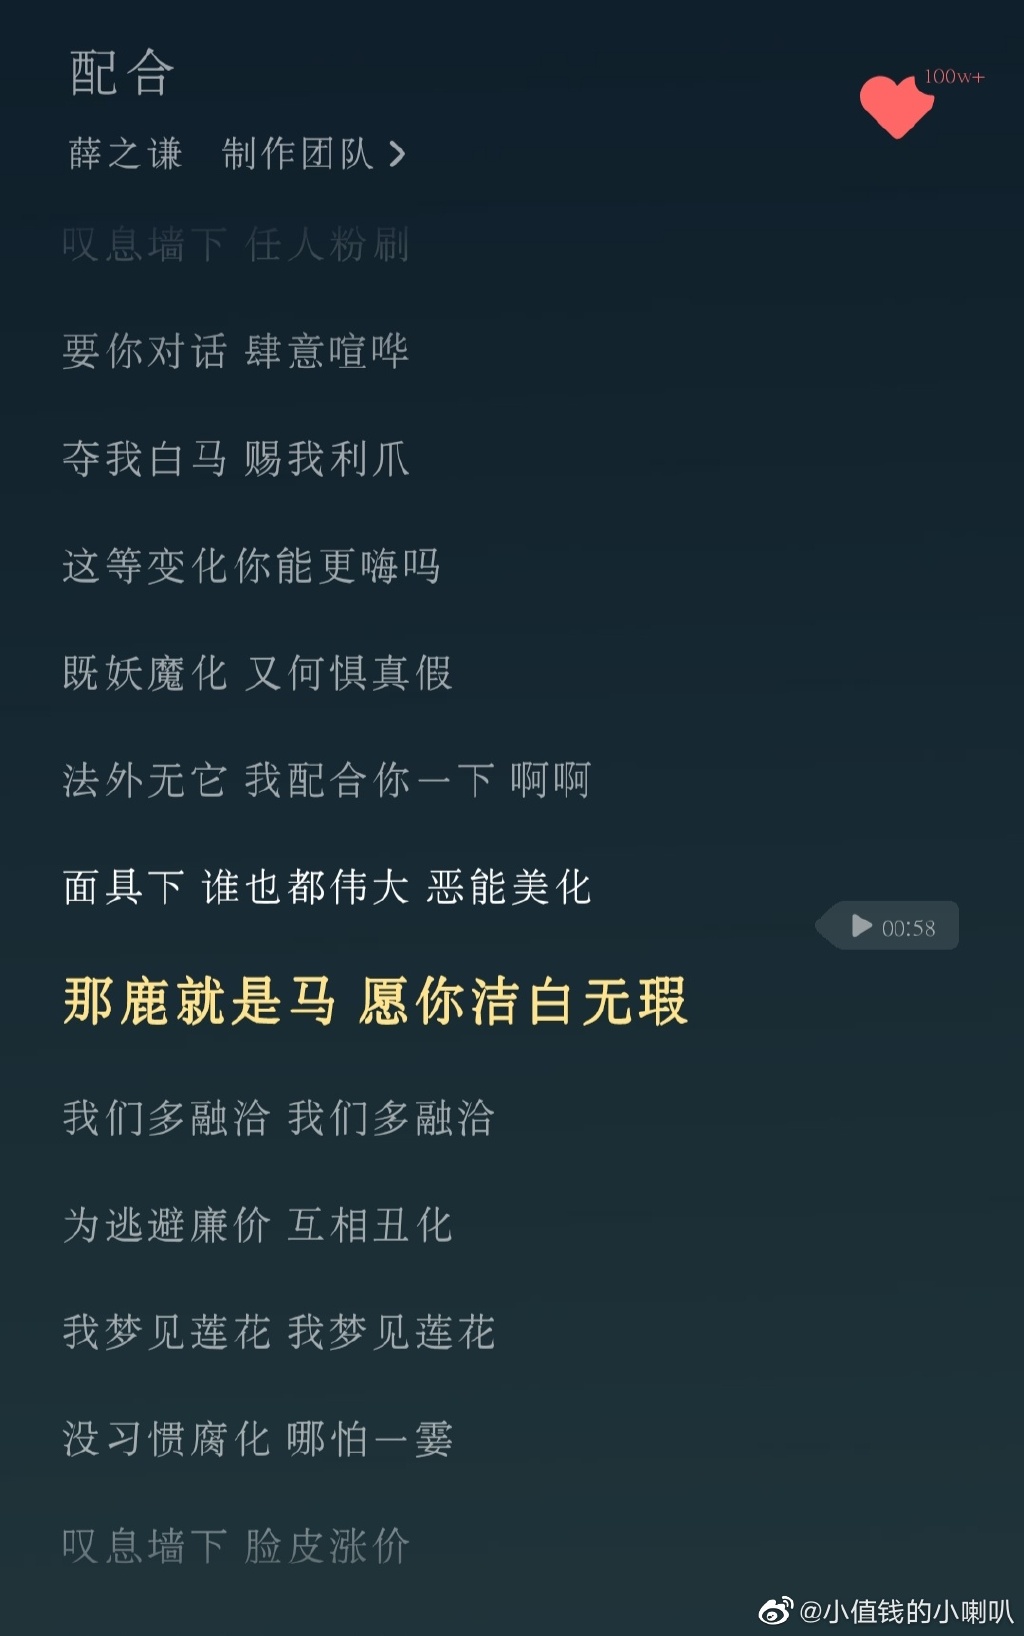 配合
100w+
薛之谦 制作团队 >
叹息墙下 任人粉刷
要你对话 肆意喧哗
夺我白马 赐我利爪
这等变化你能更嗨吗
既妖魔化 又何惧真假
法外无它 我配合你一下 啊啊
面具下 谁也都伟大 恶能美化
00:58
那鹿就是马 愿你洁白无瑕
我们多融洽 我们多融洽
为逃避廉价 互相丑化
我梦见莲花 我梦见莲花
没习惯腐化 哪怕一霎
叹息墙下 脸皮涨价
@小值钱的小喇叭